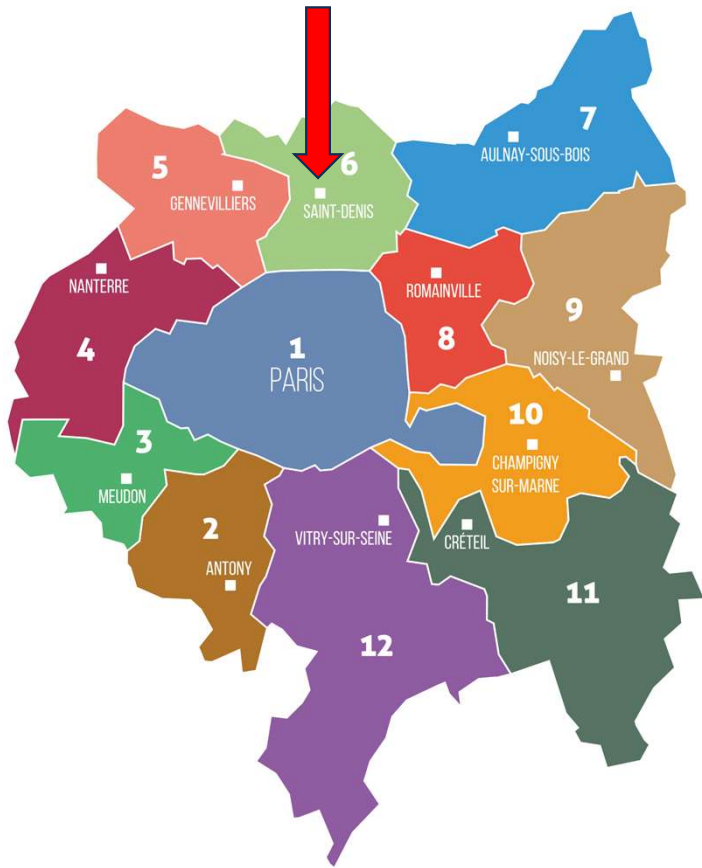 7
AULNAY-SOUS-BOIS
5
GENNEVILLIERS
6
SAINT-DENIS
NANTERRE
4
ROMAINVILLE
8
9
NOISY-LE-GRAND
1
PARIS
10
CHAMPIGNY
SUR-MARNE
3
MEUDON
2
ANTONY
VITRY-SUR-SEINE
12
CRÉTEIL
11